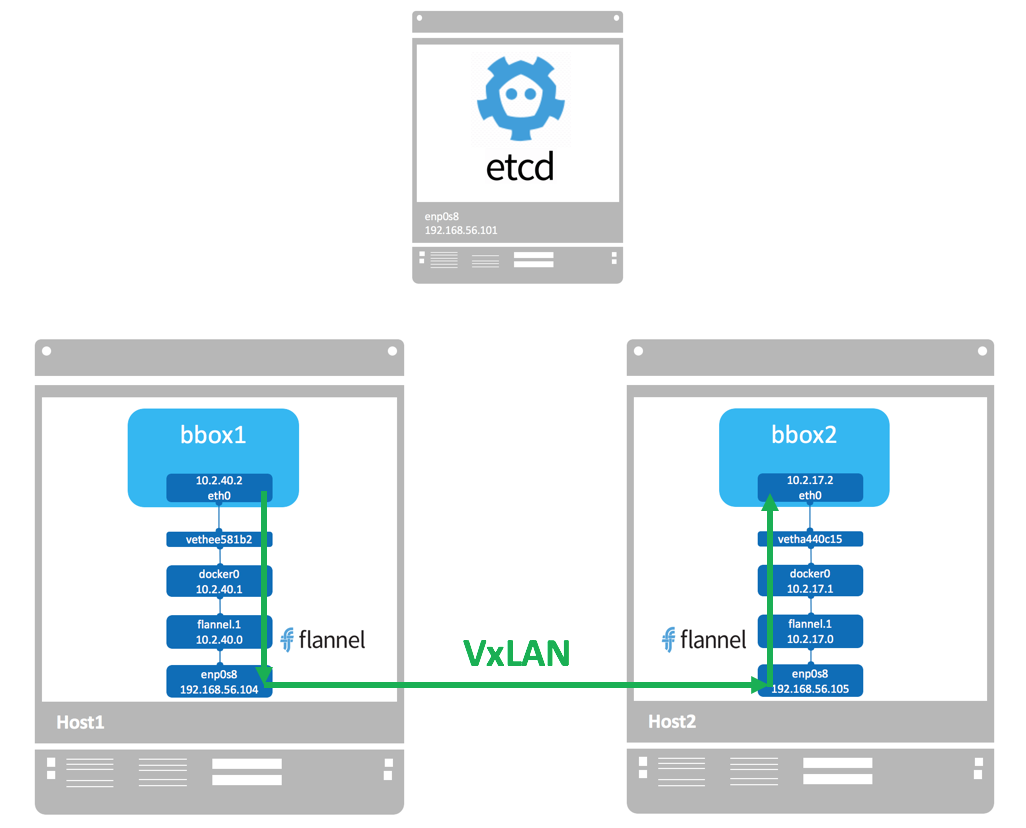 etcd
enp0s8
192.168.56.101
bbox1
10.2.40.2
eth0
vethee581b2
docker0
10.2.40.1
flannel.1
10.2.40.0
flannel
enp0s8
192.168.56.104
Host1
VxLAN
bbox2
10.2.17.2
eth0
vetha440c15
docker0
10.2.17.1
flannel.1
10.2.17.0
flannel
enp0s8
192.168.56.105
Host2